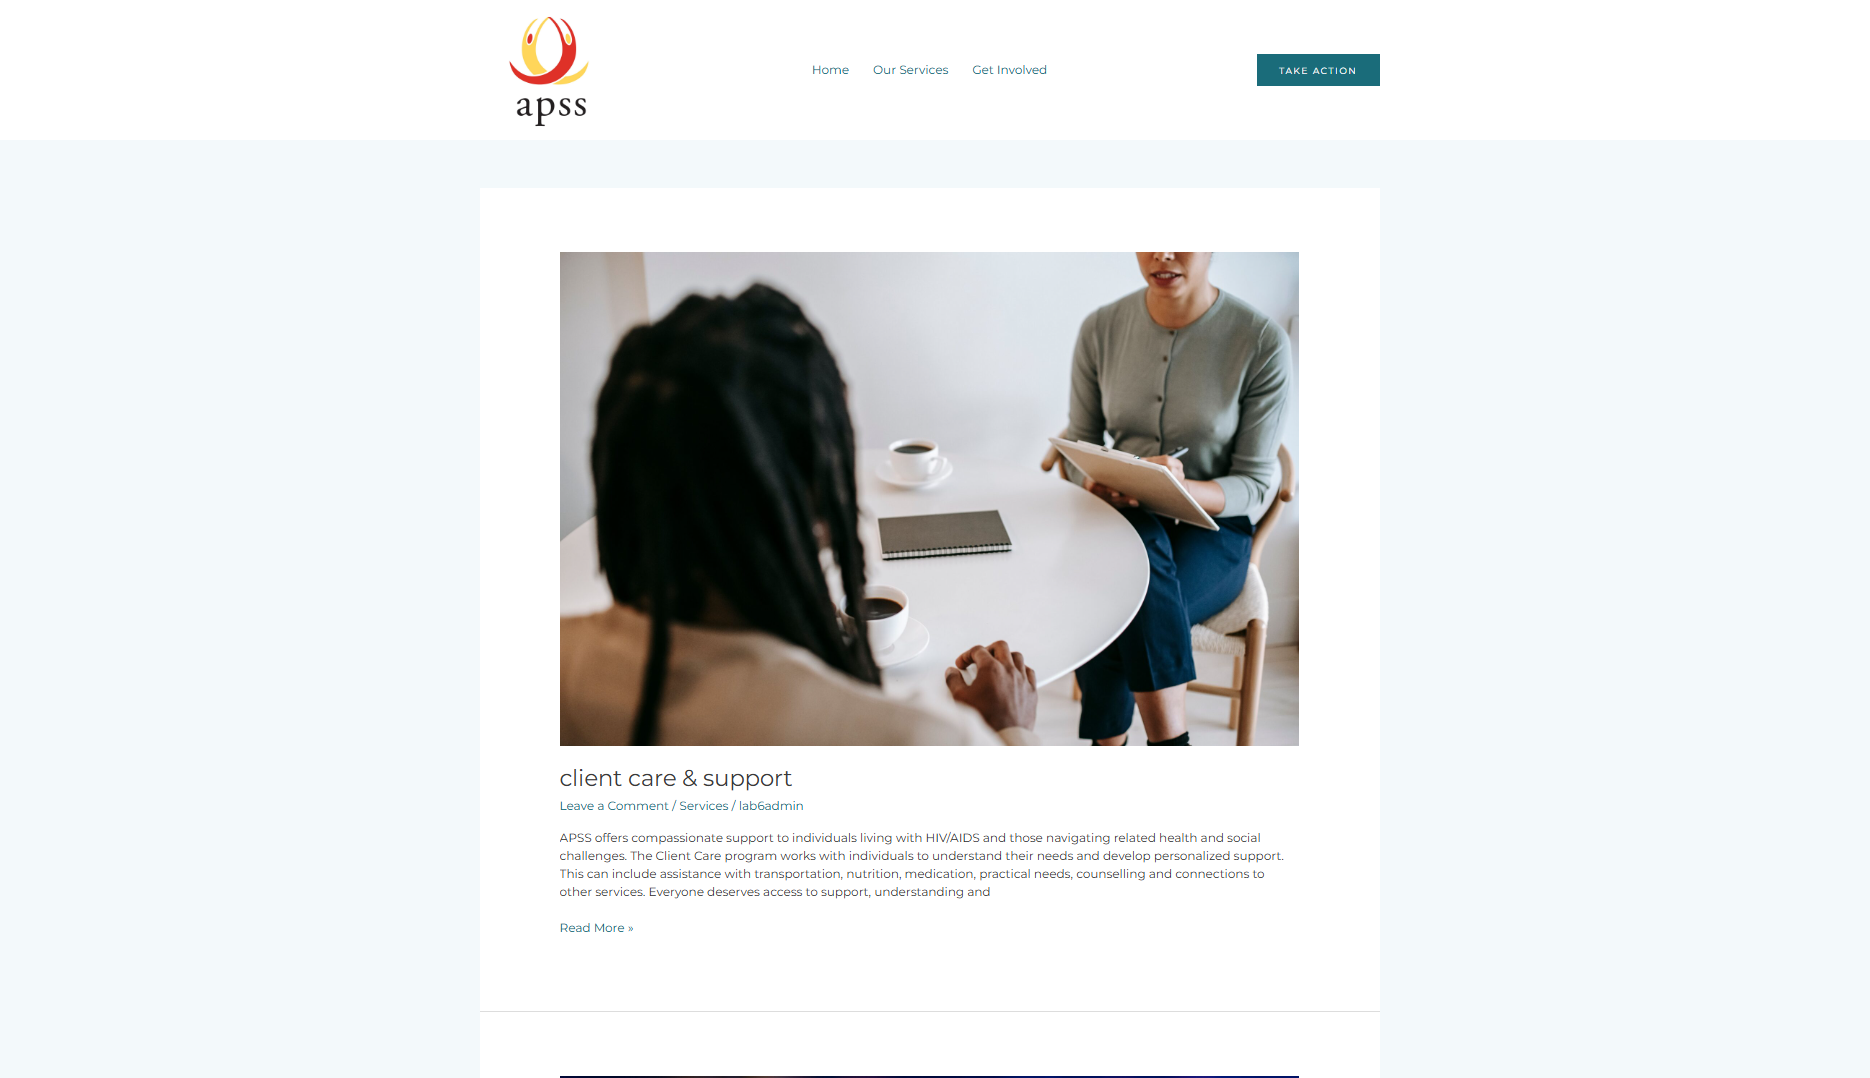 apss
Home
Our Services
Get Involved
TAKE ACTION
client care & support
Leave a Comment / Services / lab6admin
APSS offers compassionate support to individuals living with HIV/AIDS and those navigating related health and social
challenges. The Client Care program works with individuals to understand their needs and develop personalized support.
This can include assistance with transportation, nutrition, medication, practical needs, counselling and connections to
other services. Everyone deserves access to support, understanding and
Read More »